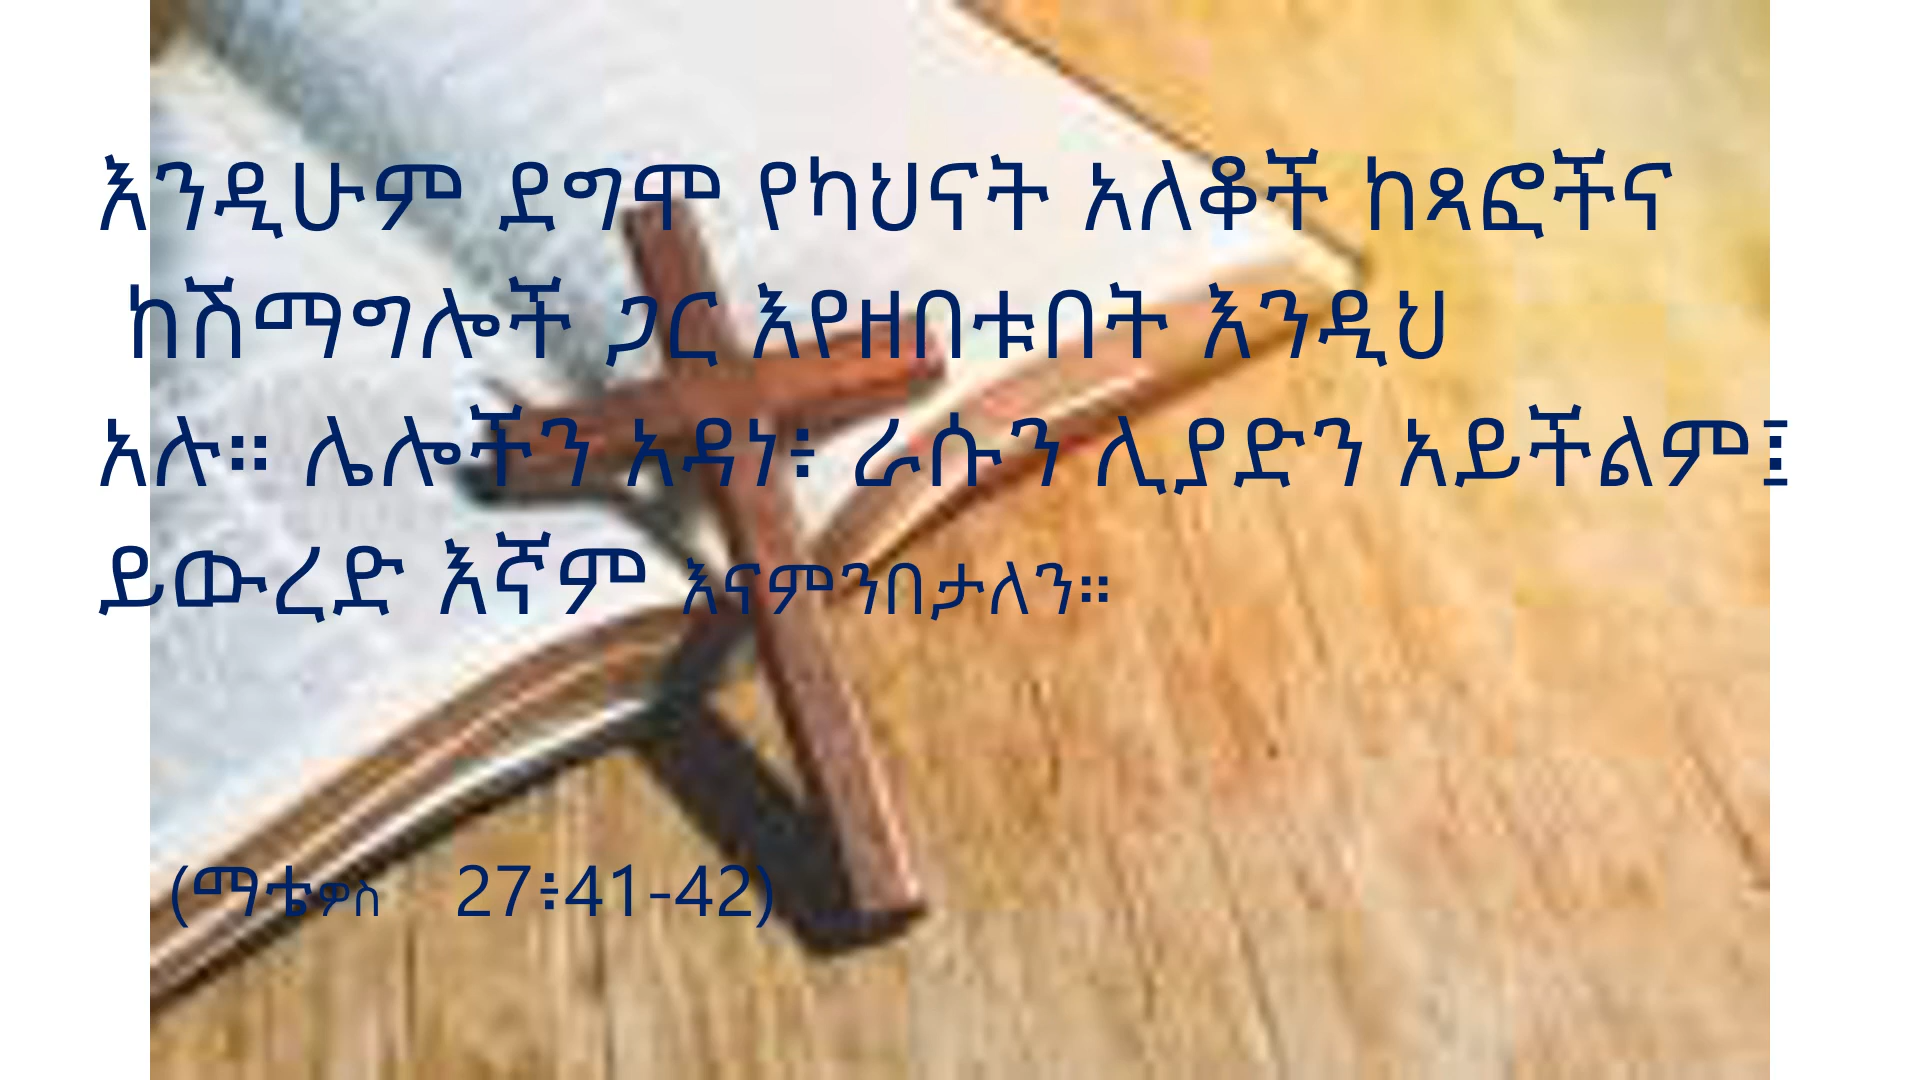 እንዲሁም ደግሞ የካህናት አለቆች ከጻፎችና
ከሽማግሎች ጋር እየዘበቱበት እንዲህ
አሉ። ሌሎችን አዳነ፥ ራሱን ሊያድን አይችልም፤
ይውረድ እኛም እናምንበታለን።
(ማቴዎስ 27፥41-42)